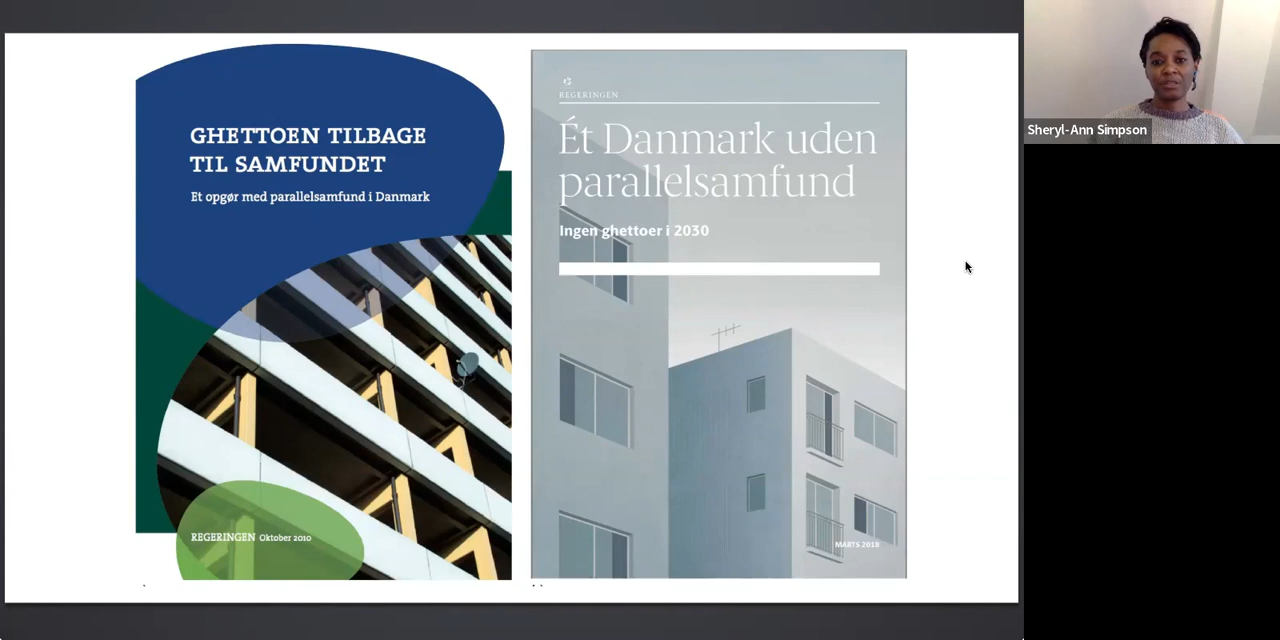 GHETTOEN TILBAGE
TIL SAMFUNDET
Et opgør med parallelsamfund i Danmark
REGERINGEN Oktober 2010
REGERINGEN
Ét Danmark uden
parallelsamfund
Ingen ghettoer i 2030
MARTS 2018
Sheryl-Ann Simpson